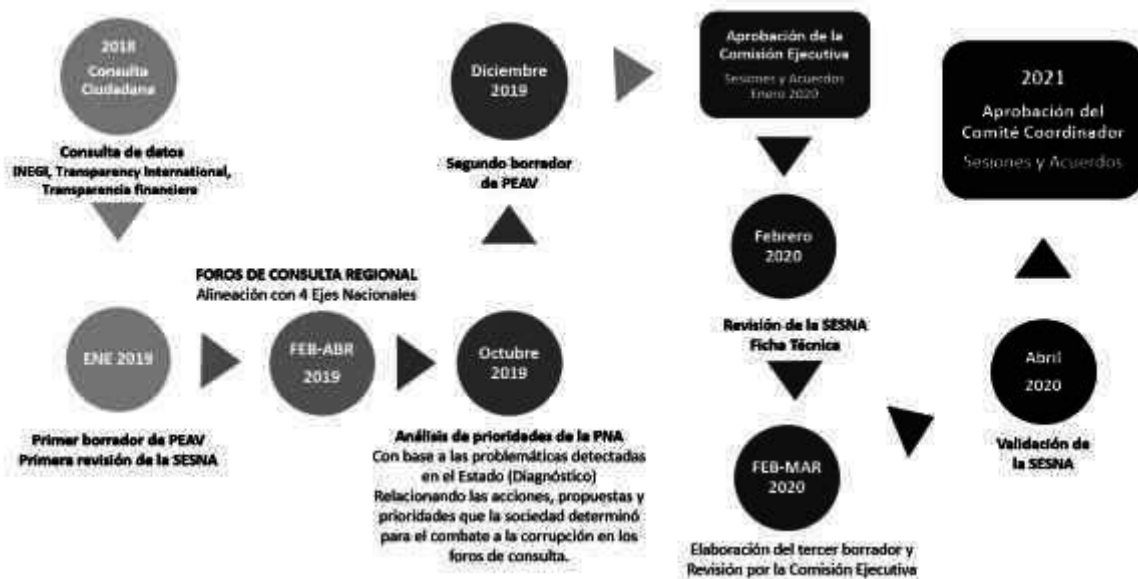 2018
Consulta
Ciudadana
Consulta de datos
INEGI, Transparency International,
Transparencia financiera
ENE 2019
Primer borrador de PEAV
Primera revisión de la SESNA
FOROS DE CONSULTA REGIONAL
Alineación con 4 Ejes Nacionales
FEB-ABR
2019
Octubre
2019
Análisis de prioridades de la PNA
Con base a las problemáticas detectadas
en el Estado (Diagnóstico)
Relacionando las acciones, propuestas y
prioridades que la sociedad determinó
para el combate a la corrupción en los
foros de consulta.
Diciembre
2019
Segundo borrador
de PEAV
Aprobación de la
Comisión Ejecutiva
Sesiones y Acuerdos
Enero 2020
Febrero
2020
Revisión de la SESNA
Ficha Técnica
FEB-MAR
2020
Elaboración del tercer borrador y
Revisión por la Comisión Ejecutiva
Abril
2020
Validación de
la SESNA
2021
Aprobación del
Comité Coordinador
Sesiones y Acuerdos